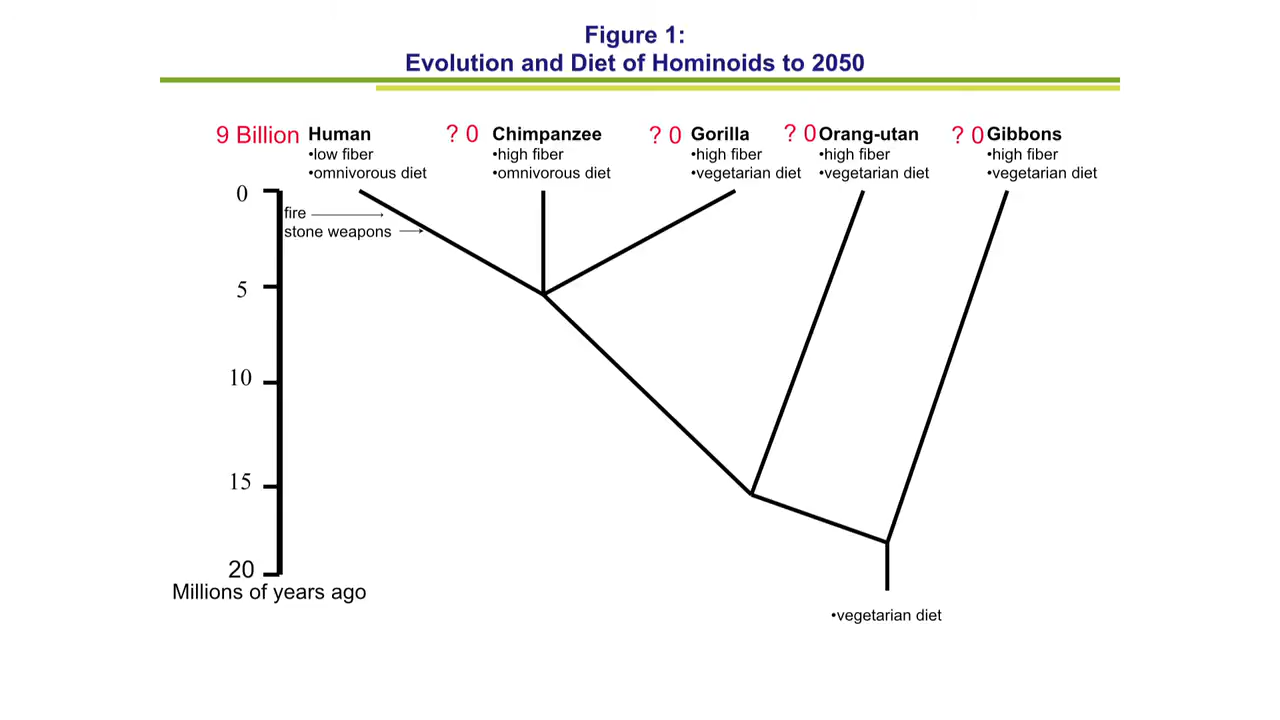 Figure 1:
Evolution and Diet of Hominoids to 2050
9 Billion Human ? 0 Chimpanzee ? 0 Gorilla ? 0 Orang-utan ? 0 Gibbons
•low fiber •high fiber •high fiber •high fiber •high fiber
•omnivorous diet •omnivorous diet •vegetarian diet •vegetarian diet •vegetarian diet
0
fire
stone weapons
5
10
15
20
Millions of years ago
•vegetarian diet